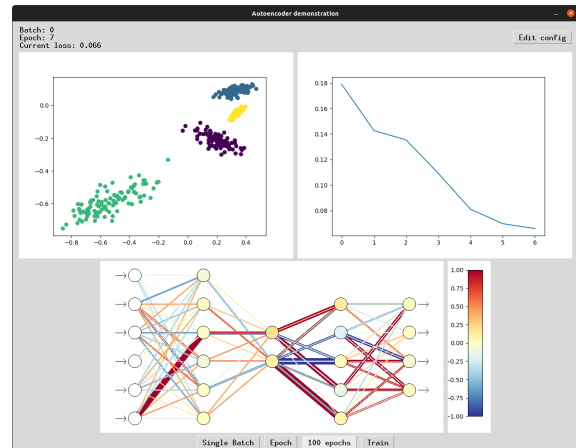 Autoencoder demonstration
Batch: 0
Epoch: 7
Current loss: 0.066
Edit config
0.0
−0.2
−0.4
−0.6
−0.8 −0.6 −0.4 −0.2 0.0 0.2 0.4
0.18
0.16
0.14
0.12
0.10
0.08
0 1 2 3 4 5 6
1.00
0.75
0.50
0.25
0.00
−0.25
−0.50
−0.75
−1.00
Single Batch Epoch 100 epochs Train